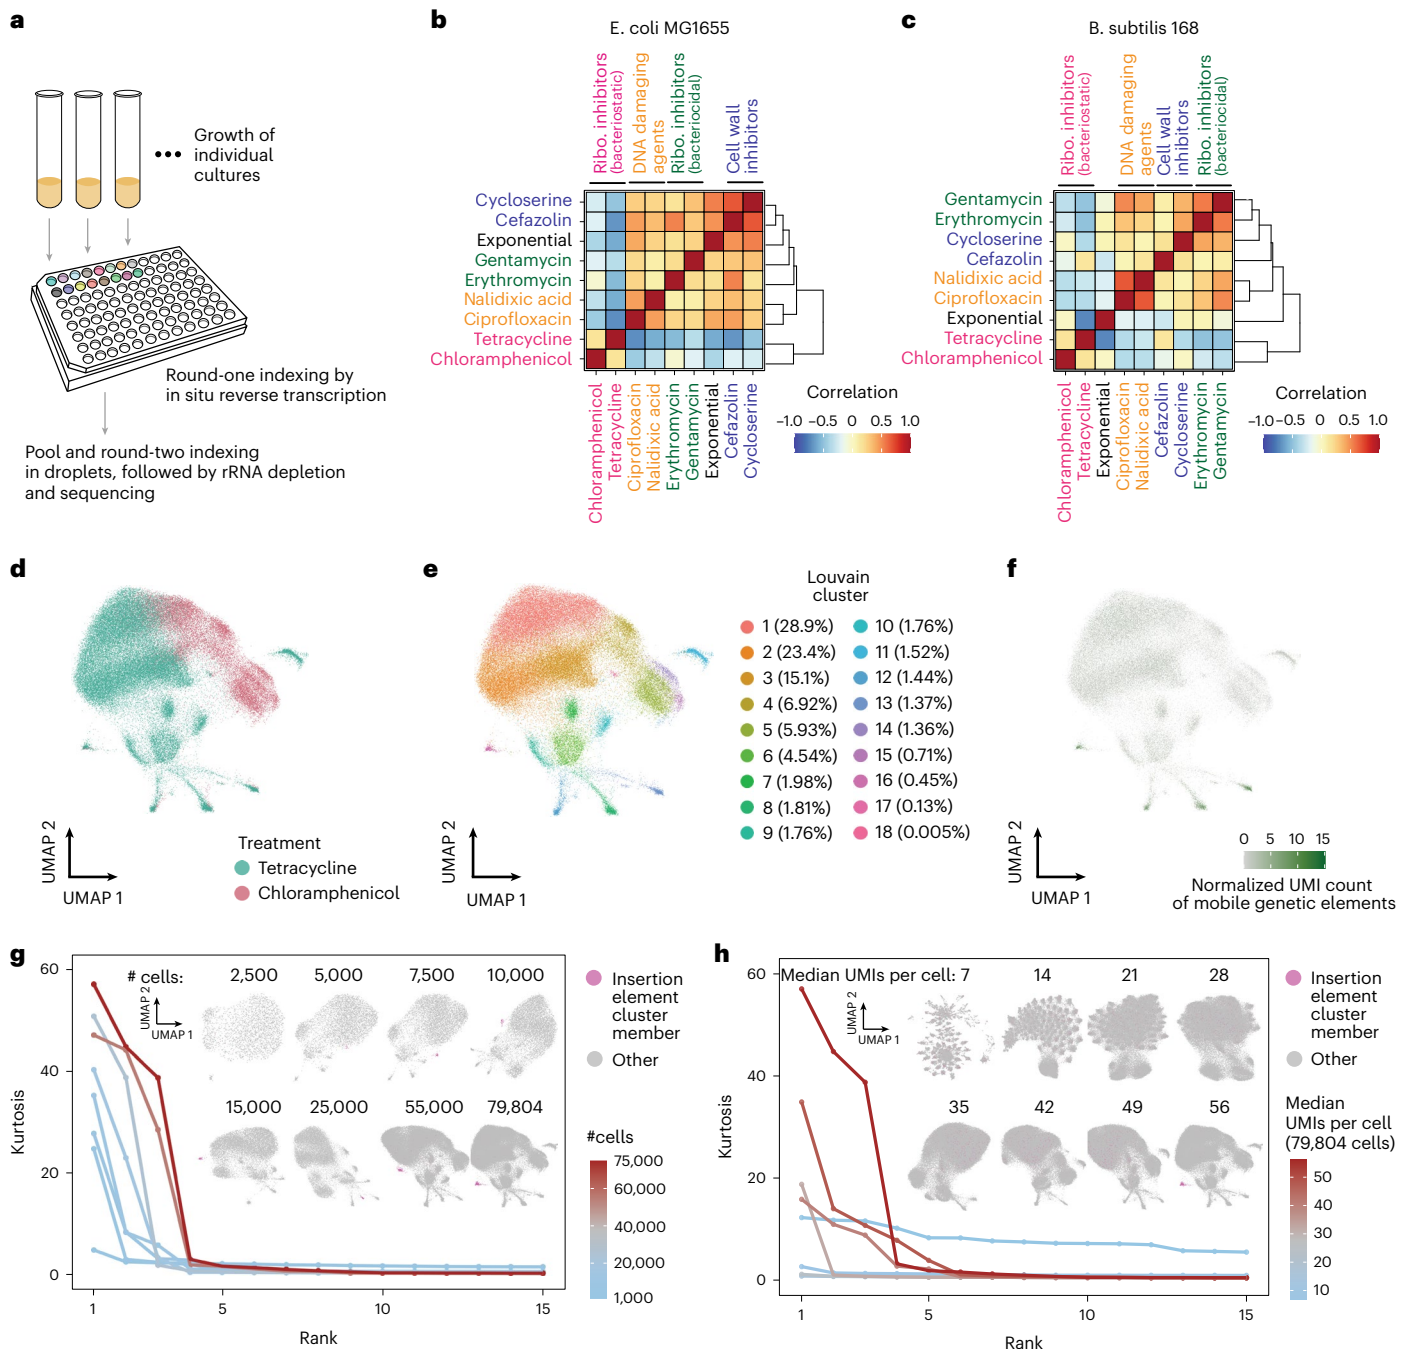 a
Growth of
individual
cultures
Round-one indexing by
in situ reverse transcription
Pool and round-two indexing
in droplets, followed by rRNA depletion
and sequencing
b
E. coli MG1655
Ribo. inhibitors
(bacteriostatic)
DNA damaging
agents
Ribo. inhibitors
(bacteriocidal)
Cell wall
inhibitors
Cycloserine
Cefazolin
Exponential
Gentamycin
Erythromycin
Nalidixic acid
Ciprofloxacin
Tetracycline
Chloramphenicol
Chloramphenicol
Tetracycline
Ciprofloxacin
Nalidixic acid
Erythromycin
Gentamycin
Exponential
Cefazolin
Cycloserine
Correlation
−1.0 −0.5 0 0.5 1.0
c
B. subtilis 168
Ribo. inhibitors
(bacteriostatic)
DNA damaging
agents
Cell wall
inhibitors
Ribo. inhibitors
(bacteriocidal)
Gentamycin
Erythromycin
Cycloserine
Cefazolin
Nalidixic acid
Ciprofloxacin
Exponential
Tetracycline
Chloramphenicol
Chloramphenicol
Tetracycline
Exponential
Ciprofloxacin
Nalidixic acid
Cefazolin
Cycloserine
Erythromycin
Gentamycin
Correlation
−1.0 −0.5 0 0.5 1.0
d
UMAP 2
UMAP 1
Treatment
Tetracycline
Chloramphenicol
e
UMAP 2
UMAP 1
Louvain
cluster
1 (28.9%)
2 (23.4%)
3 (15.1%)
4 (6.92%)
5 (5.93%)
6 (4.54%)
7 (1.98%)
8 (1.81%)
9 (1.76%)
10 (1.76%)
11 (1.52%)
12 (1.44%)
13 (1.37%)
14 (1.36%)
15 (0.71%)
16 (0.45%)
17 (0.13%)
18 (0.005%)
f
UMAP 2
UMAP 1
0 5 10 15
Normalized UMI count
of mobile genetic elements
g
Kurtosis
60
40
20
0
1 5 10 15
Rank
# cells: 2,500 5,000 7,500 10,000
UMAP 2
UMAP 1
15,000 25,000 55,000 79,804
Insertion
element
cluster
member
Other
#cells
75,000
60,000
40,000
20,000
1,000
h
Kurtosis
60
40
20
0
1 5 10 15
Rank
Median UMIs per cell: 7 14 21 28
UMAP 2
UMAP 1
35 42 49 56
Insertion
element
cluster
member
Other
Median
UMIs per cell
(79,804 cells)
50
40
30
20
10